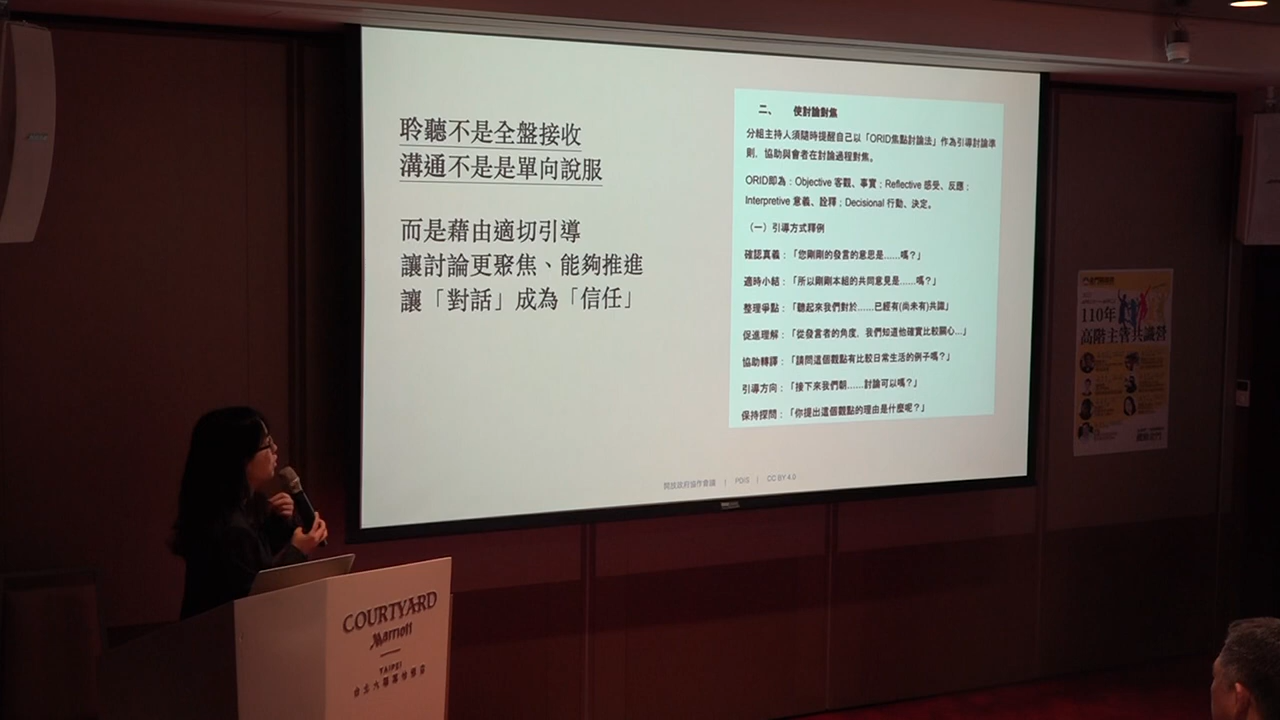 聆聽不是全盤接收
溝通不是是單向說服
而是藉由適切引導
讓討論更聚焦、能夠推進
讓「對話」成為「信任」
二、 使討論對焦
分組主持人須隨時提醒自己以「ORID焦點討論法」作為引導討論準
則，協助與會者在討論過程對焦。
ORID即為：Objective 客觀、事實；Reflective 感受、反應；
Interpretive 意義、詮釋；Decisional 行動、決定。
（一）引導方式釋例
確認真義：「您剛剛的發言的意思是……嗎？」
適時小結：「所以剛剛本組的共同意見是……嗎？」
整理爭點：「聽起來我們對於……已經有(尚未有)共識」
促進理解：「從發言者的角度，我們知道他確實比較關心…」
協助轉譯：「請問這個觀點有比較日常生活的例子嗎？」
引導方向：「接下來我們朝……討論可以嗎？」
保持探問：「你提出這個觀點的理由是什麼呢？」
開放政府協作會議 | PDIS | CC BY 4.0
110年
高階主管共識營
COURTYARD
Marriott
TAIPEI